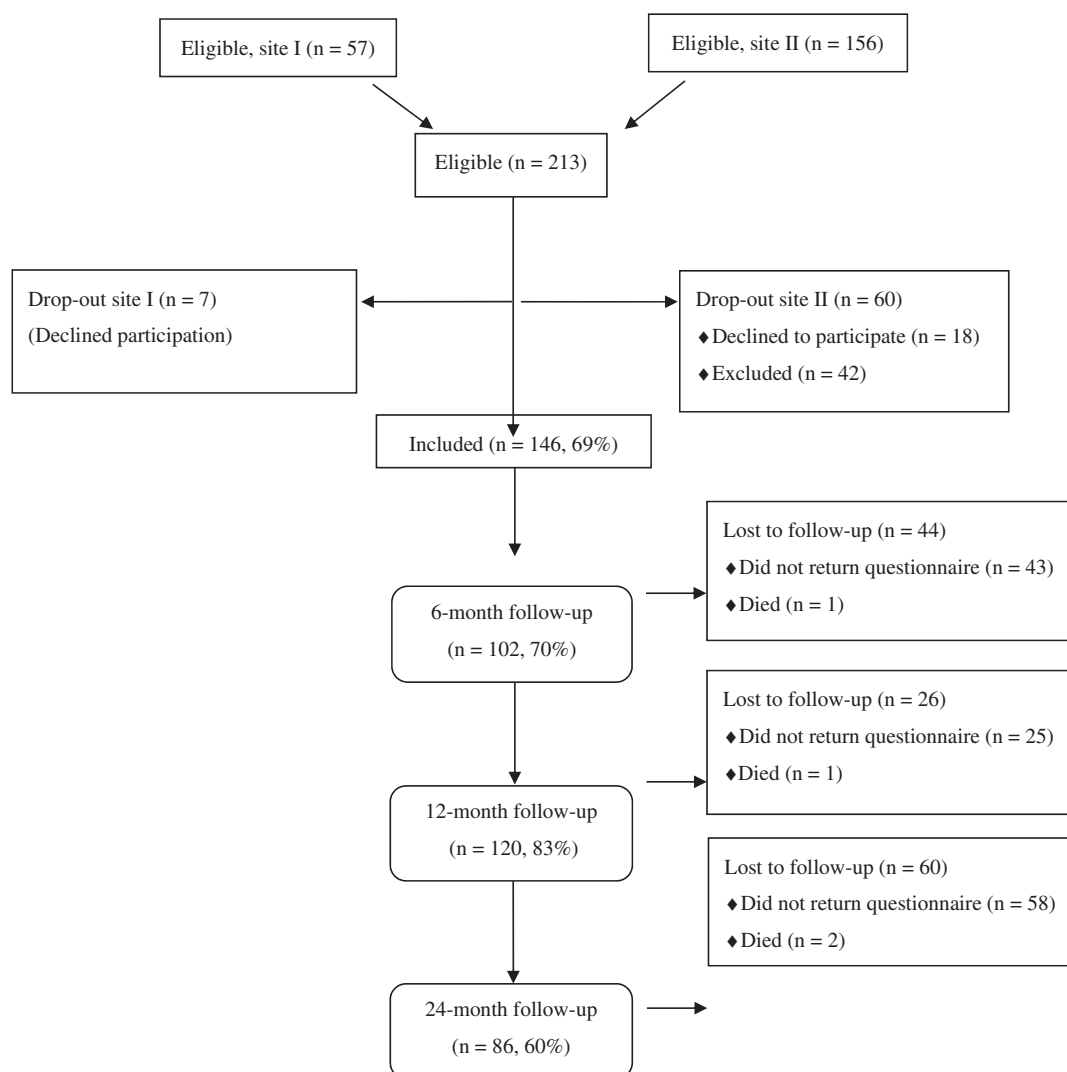 Eligible, site I (n = 57)
Eligible, site II (n = 156)
Eligible (n = 213)
Drop-out site I (n = 7)
(Declined participation)
Drop-out site II (n = 60)
♦Declined to participate (n = 18)
♦Excluded (n = 42)
Included (n = 146, 69%)
Lost to follow-up (n = 44)
♦Did not return questionnaire (n = 43)
♦Died (n = 1)
6-month follow-up
(n = 102, 70%)
Lost to follow-up (n = 26)
♦Did not return questionnaire (n = 25)
♦Died (n = 1)
12-month follow-up
(n = 120, 83%)
Lost to follow-up (n = 60)
♦Did not return questionnaire (n = 58)
♦Died (n = 2)
24-month follow-up
(n = 86, 60%)